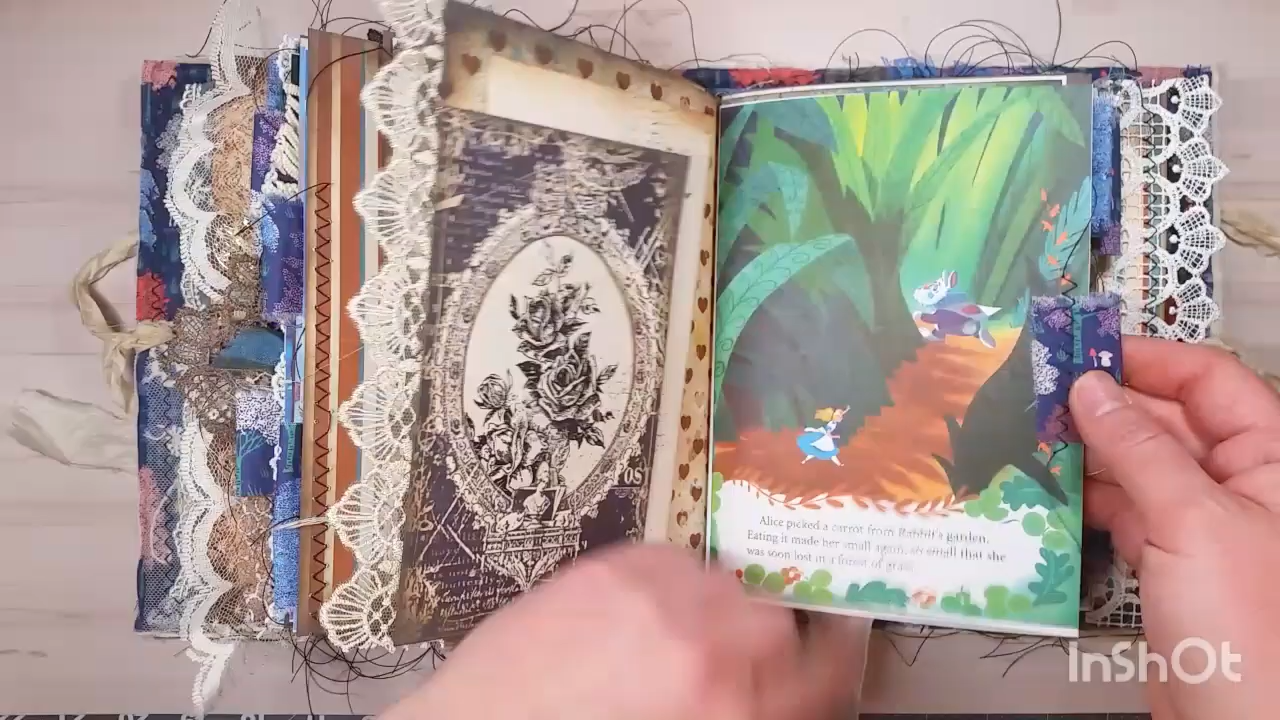 OS
Alice picked a carrot from Rabbit's garden.
Eating it made her small again, so small that she
was soon lost in a forest of grass
InShOt